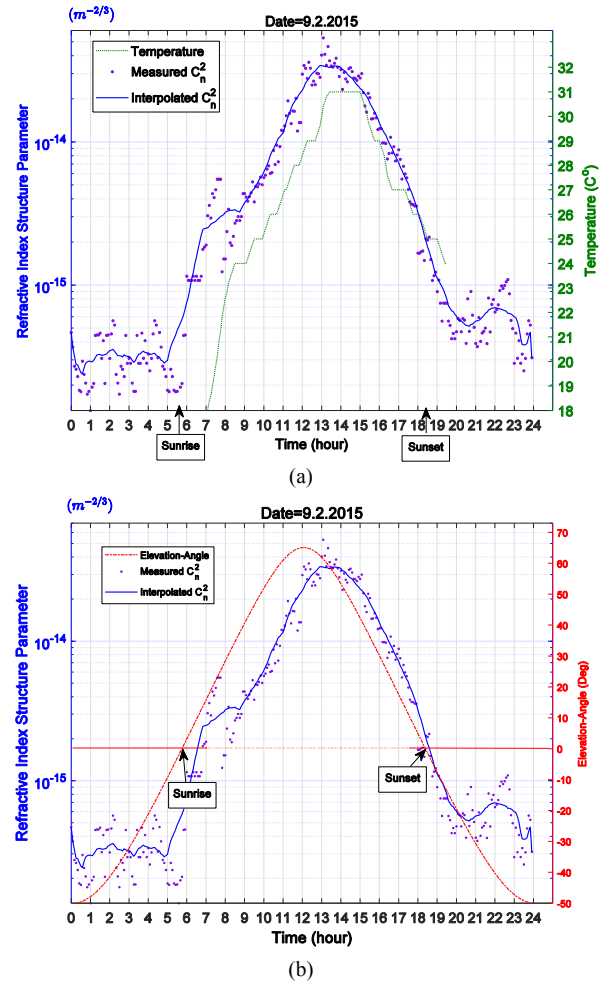 (m^{-2/3})
Date=9.2.2015
Temperature
Measured C_n^2
Interpolated C_n^2
Refractive Index Structure Parameter
10^{-14}
10^{-15}
32
31
30
29
28
27
26
25
24
23
22
21
20
19
18
Temperature (C°)
0 1 2 3 4 5 6 7 8 9 10 11 12 13 14 15 16 17 18 19 20 21 22 23 24
Sunrise
Time (hour)
Sunset
(a)
(m^{-2/3})
Date=9.2.2015
Elevation-Angle
Measured C_n^2
Interpolated C_n^2
Refractive Index Structure Parameter
10^{-14}
10^{-15}
70
60
50
40
30
20
10
0
-10
-20
-30
-40
-50
Elevation-Angle (Deg)
Sunrise
Sunset
0 1 2 3 4 5 6 7 8 9 10 11 12 13 14 15 16 17 18 19 20 21 22 23 24
Time (hour)
(b)